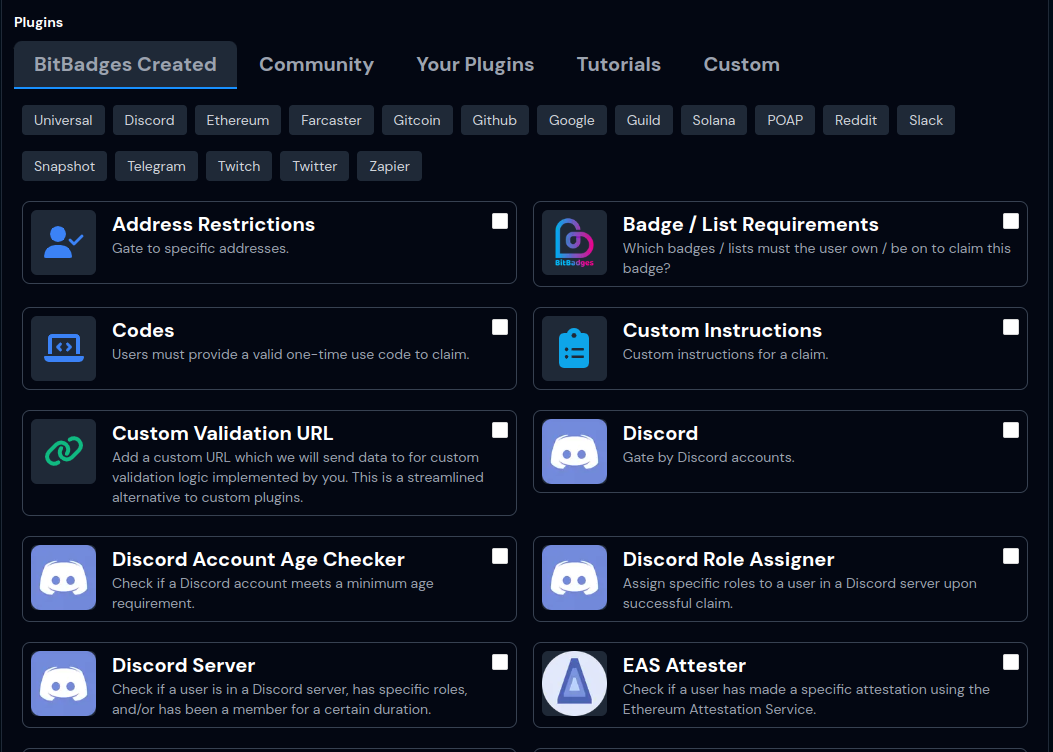 Plugins
BitBadges Created Community Your Plugins Tutorials Custom
Universal Discord Ethereum Farcaster Gitcoin Github Google Guild Solana POAP Reddit Slack
Snapshot Telegram Twitch Twitter Zapier
Address Restrictions
Gate to specific addresses.
BitBadges
Badge / List Requirements
Which badges / lists must the user own / be on to claim this
badge?
Codes
Users must provide a valid one-time use code to claim.
Custom Instructions
Custom instructions for a claim.
Custom Validation URL
Add a custom URL which we will send data to for custom
validation logic implemented by you. This is a streamlined
alternative to custom plugins.
Discord
Gate by Discord accounts.
Discord Account Age Checker
Check if a Discord account meets a minimum age
requirement.
Discord Role Assigner
Assign specific roles to a user in a Discord server upon
successful claim.
Discord Server
Check if a user is in a Discord server, has specific roles,
and/or has been a member for a certain duration.
EAS Attester
Check if a user has made a specific attestation using the
Ethereum Attestation Service.